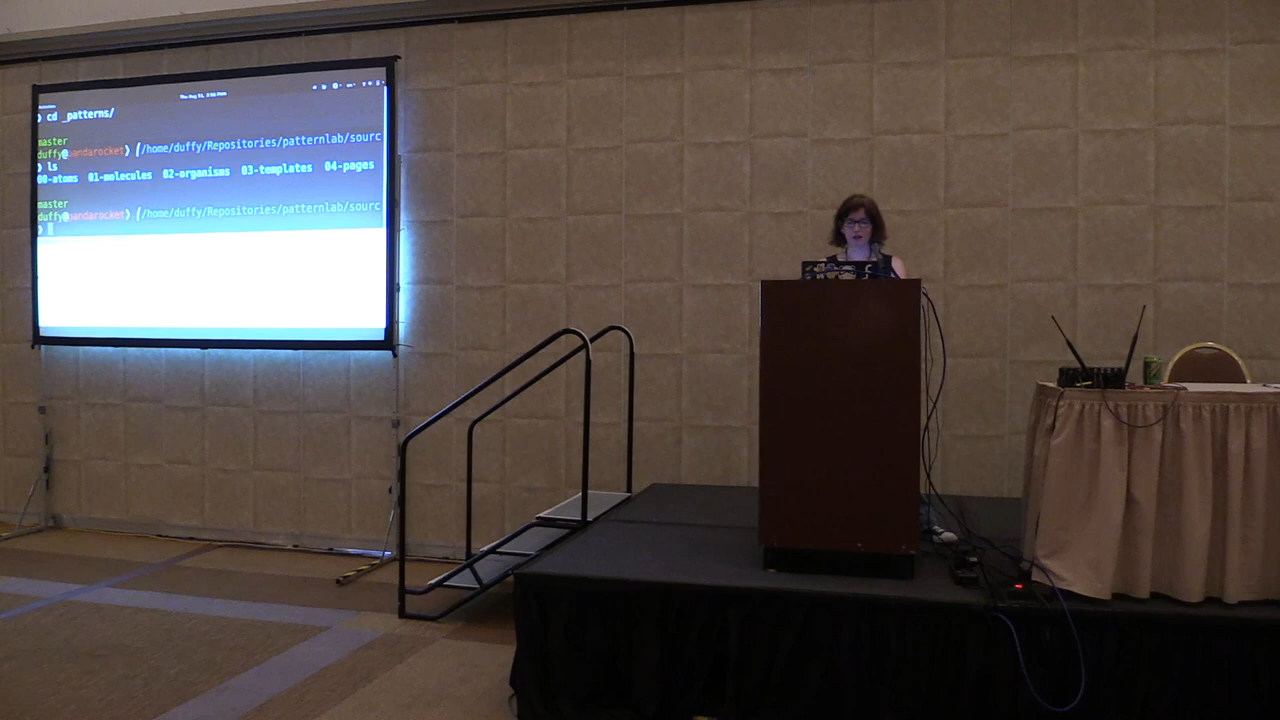 ❯ cd _patterns/
master
duffy@pandarocket❯ /home/duffy/Repositories/patternlab/sourc
❯ ls
00-atoms 01-molecules 02-organisms 03-templates 04-pages
master
duffy@pandarocket❯ /home/duffy/Repositories/patternlab/sourc
❯